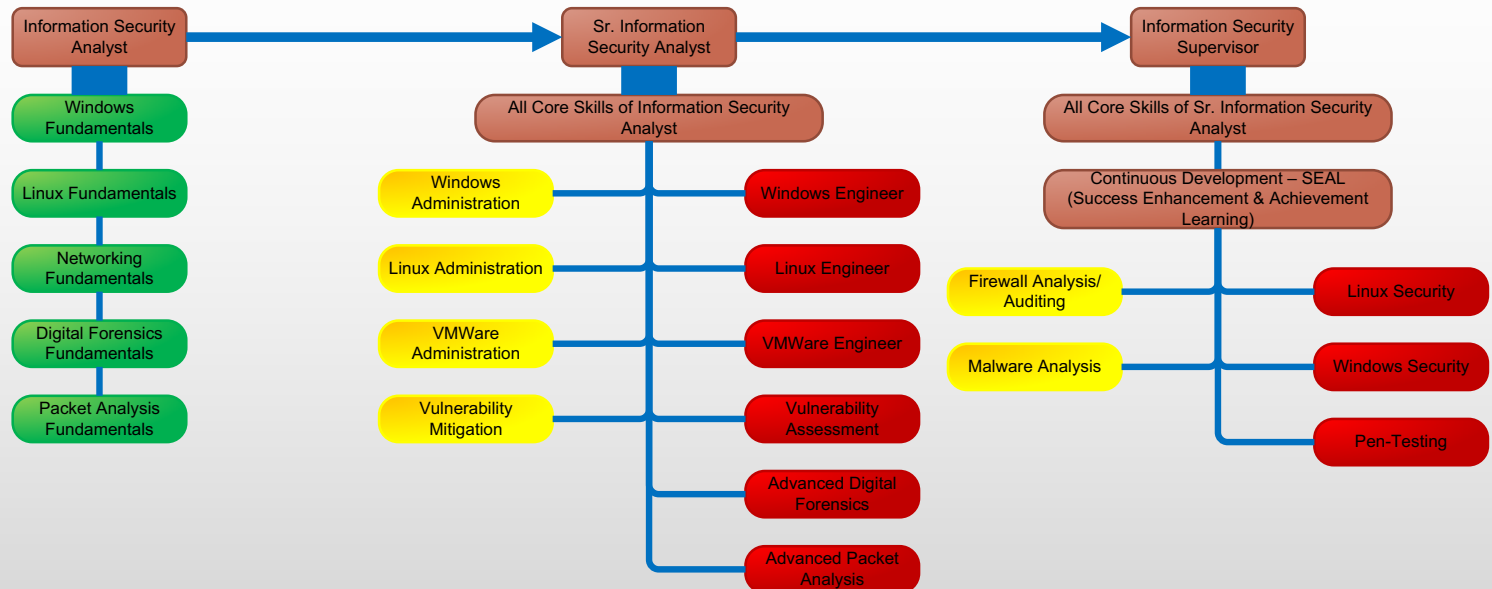 Information Security
Analyst
Sr. Information
Security Analyst
Information Security
Supervisor
Windows
Fundamentals
Linux Fundamentals
Networking
Fundamentals
Digital Forensics
Fundamentals
Packet Analysis
Fundamentals
All Core Skills of Information Security
Analyst
Windows
Administration
Linux Administration
VMWare
Administration
Vulnerability
Mitigation
Windows Engineer
Linux Engineer
VMWare Engineer
Vulnerability
Assessment
Advanced Digital
Forensics
Advanced Packet
Analysis
All Core Skills of Sr. Information Security
Analyst
Continuous Development – SEAL
(Success Enhancement & Achievement
Learning)
Firewall Analysis/
Auditing
Malware Analysis
Linux Security
Windows Security
Pen-Testing